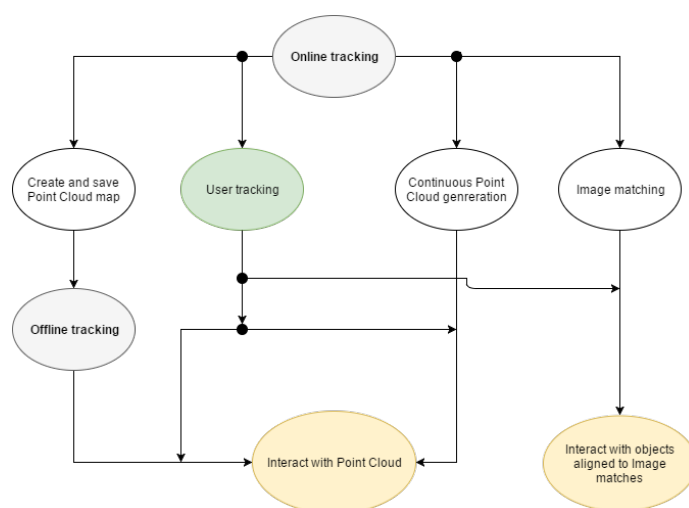 Online tracking
Create and save
Point Cloud map
User tracking
Continuous Point
Cloud genreration
Image matching
Offline tracking
Interact with Point Cloud
Interact with objects
aligned to Image
matches